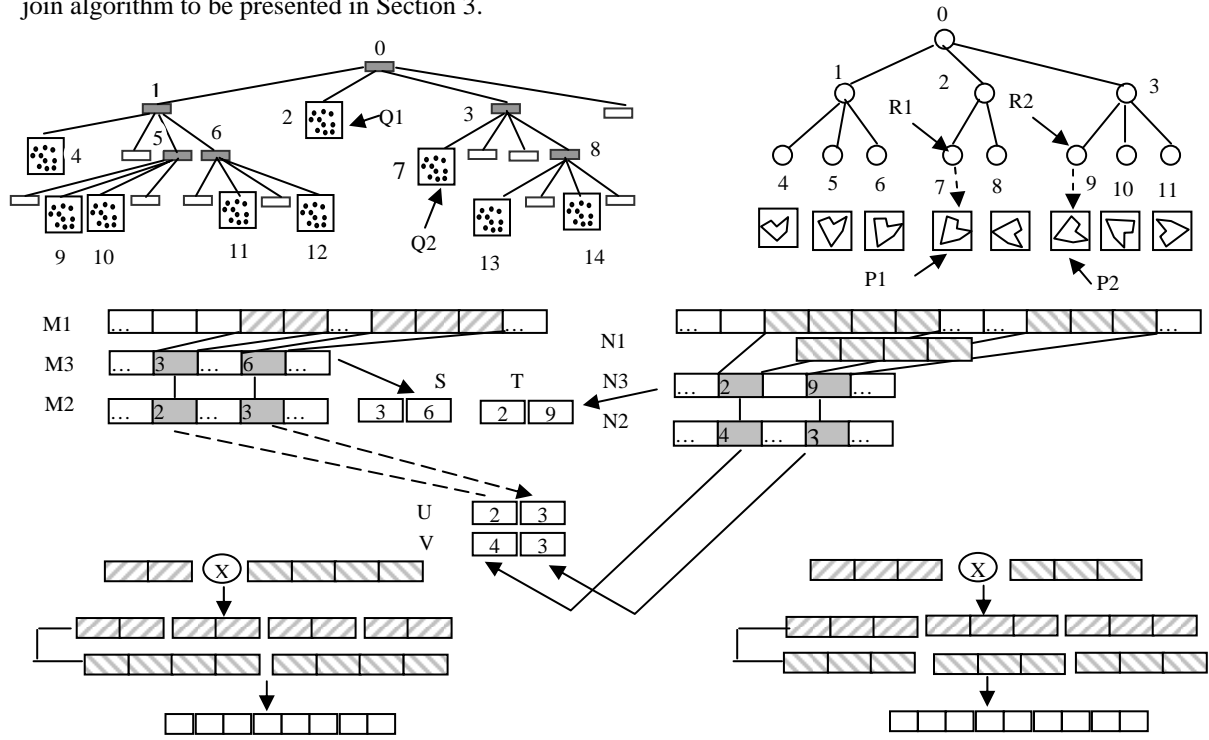 join algorithm to be presented in Section 3.
0
1
2
Q1
3
4
5
6
7
8
Q2
9 10
11
12
13
14
0
1
2
3
R1
R2
4 5 6 7 8 9 10 11
P1
P2
M1
... ... ...
M3
... 3 ... 6 ...
M2
... 2 ... 3 ...
S
3 6
T
2 9
N1
... ... ... ...
N3
... 2 9 ...
N2
... 4 ... 3 ...
U
2 3
V
4 3
X
X